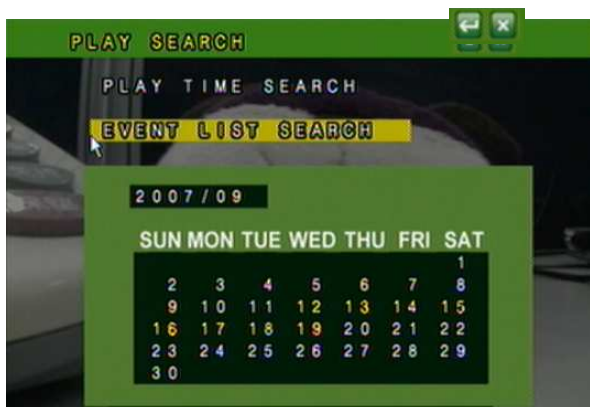 PLAY SEARCH
PLAY TIME SEARCH
EVENT LIST SEARCH
2007/09
SUN MON TUE WED THU FRI SAT
1
2 3 4 5 6 7 8
9 10 11 12 13 14 15
16 17 18 19 20 21 22
23 24 25 26 27 28 29
30